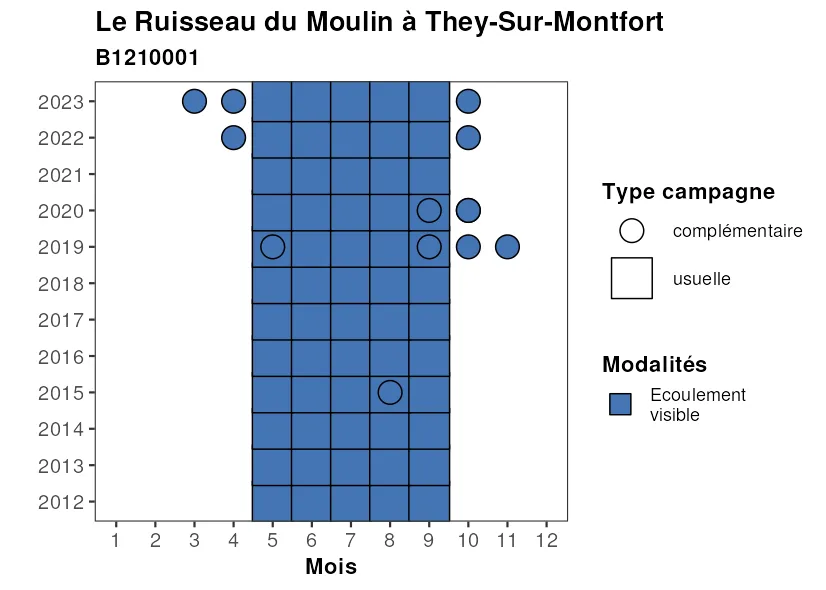 Le Ruisseau du Moulin à They-Sur-Montfort
B1210001
2023
2022
2021
2020
2019
2018
2017
2016
2015
2014
2013
2012
1 2 3 4 5 6 7 8 9 10 11 12
Mois
Type campagne
complémentaire
usuelle
Modalités
Ecoulement
visible